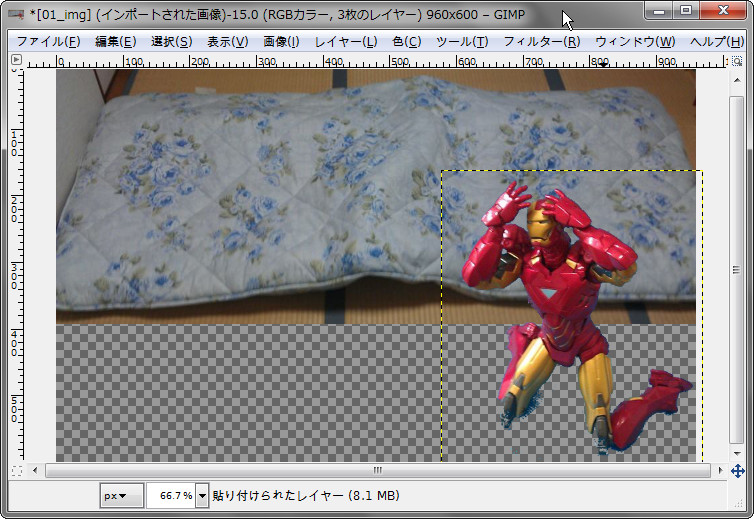 *[01_img] (インポートされた画像)-15.0 (RGBカラー, 3枚のレイヤー) 960x600 – GIMP
ファイル(F) 編集(E) 選択(S) 表示(V) 画像(I) レイヤー(L) 色(C) ツール(T) フィルター(R) ウィンドウ(W) ヘルプ(H)
0 100 200 300 400 500 600 700 800 900
0
100
200
300
400
500
px 66.7 % 貼り付けられたレイヤー (8.1 MB)